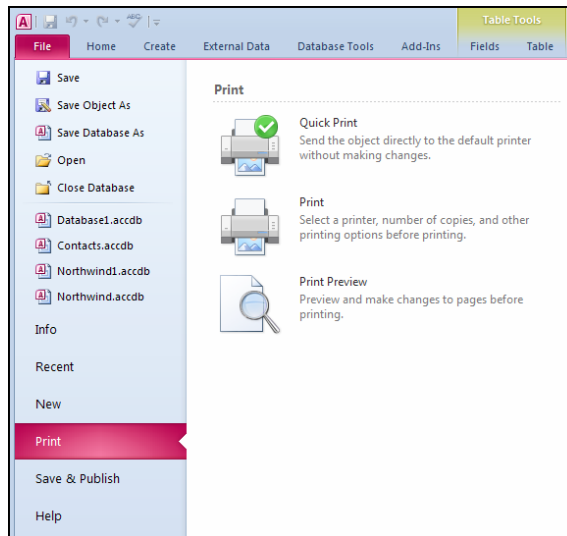 Table Tools
File Home Create External Data Database Tools Add-Ins Fields Table
Save
Save Object As
Save Database As
Open
Close Database
Database1.accdb
Contacts.accdb
Northwind1.accdb
Northwind.accdb
Info
Recent
New
Print
Save & Publish
Help
Print
Quick Print
Send the object directly to the default printer
without making changes.
Print
Select a printer, number of copies, and other
printing options before printing.
Print Preview
Preview and make changes to pages before
printing.